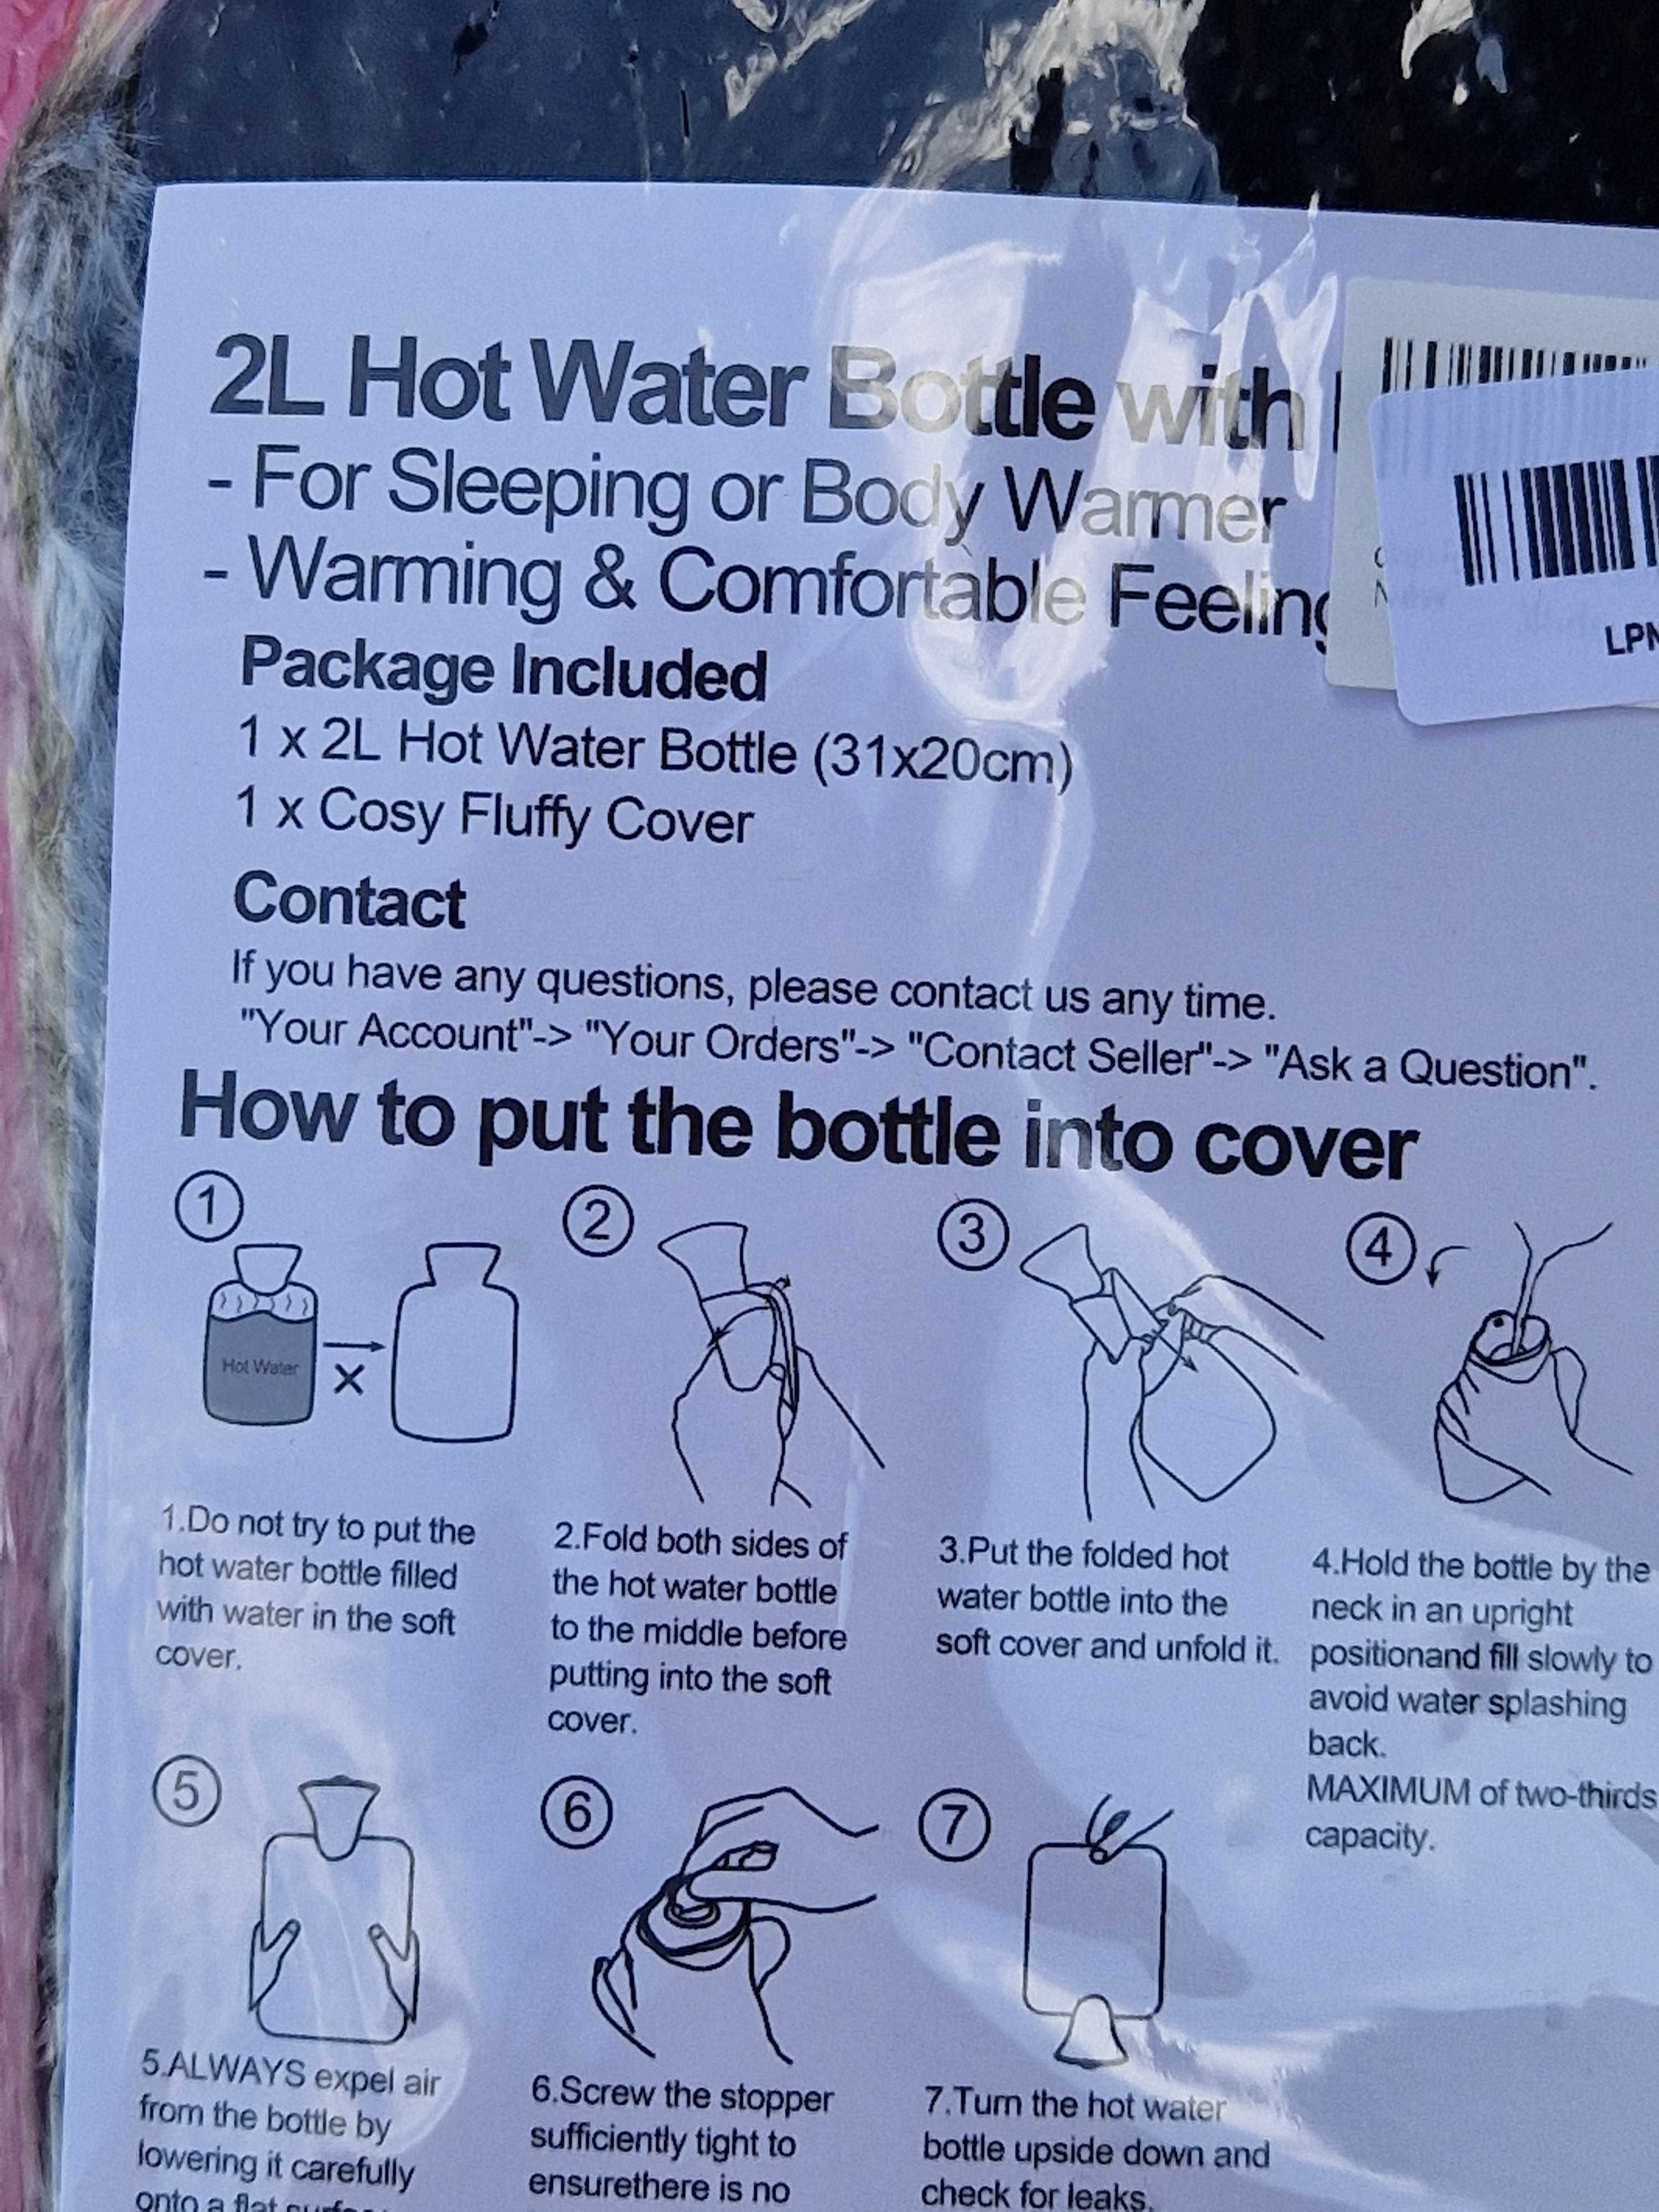 2L Hot Water Bottle with
- For Sleeping or Body Warmer
- Warming & Comfortable Feeling
Package Included
1 x 2L Hot Water Bottle (31x20cm)
1 x Cosy Fluffy Cover
Contact
If you have any questions, please contact us any time.
"Your Account"-> "Your Orders"-> "Contact Seller"-> "Ask a Question".
How to put the bottle into cover
1
Hot Water
1.Do not try to put the
hot water bottle filled
with water in the soft
cover.
2
2.Fold both sides of
the hot water bottle
to the middle before
putting into the soft
cover.
3
3.Put the folded hot
water bottle into the
soft cover and unfold it.
4
4.Hold the bottle by the
neck in an upright
positionand fill slowly to
avoid water splashing
back.
MAXIMUM of two-thirds
capacity.
5
5.ALWAYS expel air
from the bottle by
lowering it carefully
onto a flat
6
6.Screw the stopper
sufficiently tight to
ensurethere is no
7
7.Turn the hot water
bottle upside down and
check for leaks.
LPN